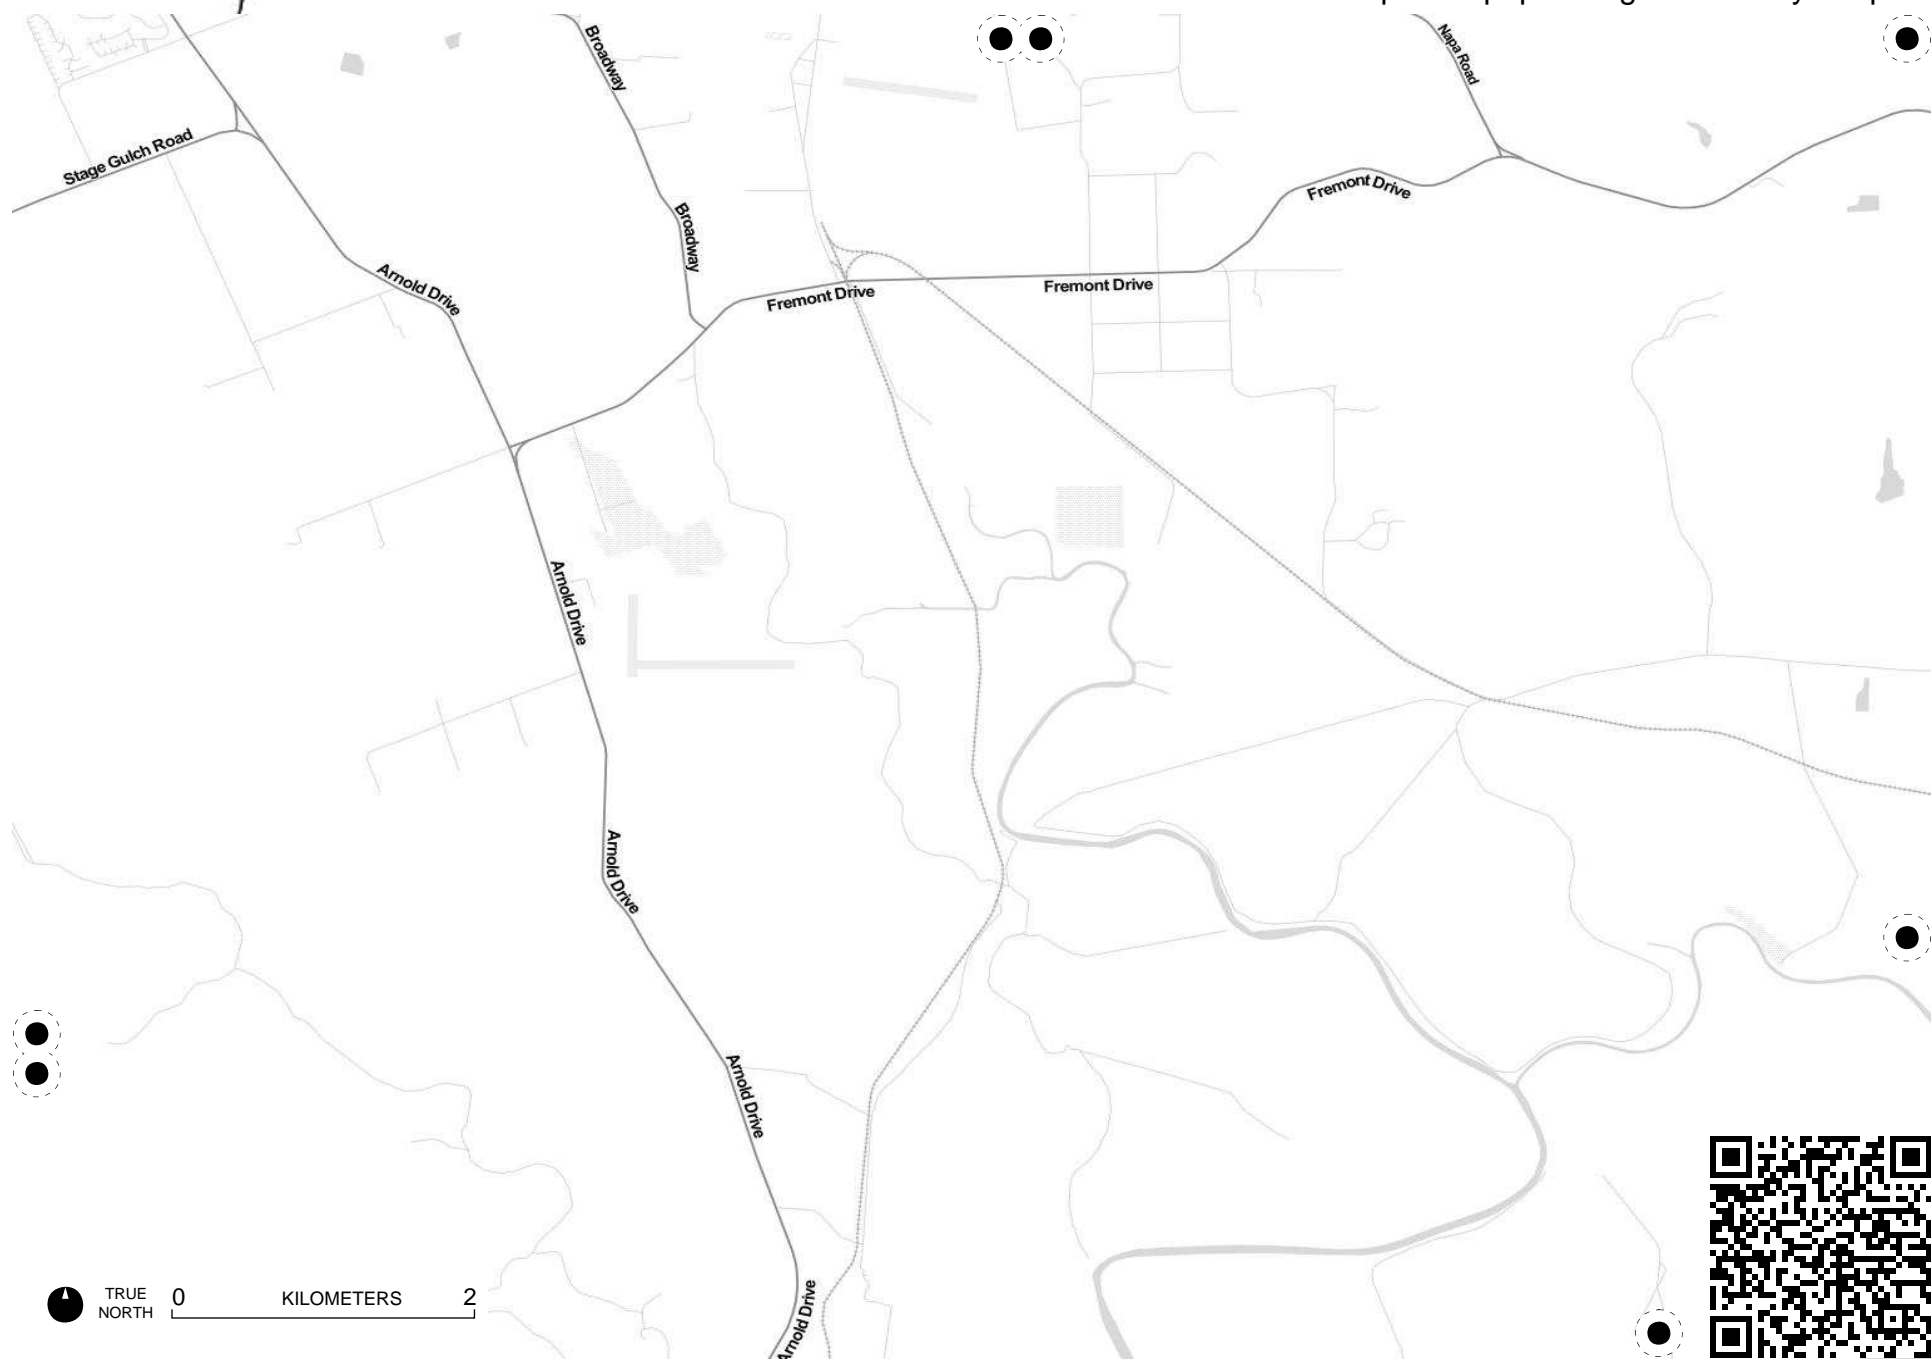 Broadway
Napa Road
Stage Gulch Road
Fremont Drive
Broadway
Arnold Drive
Fremont Drive
Fremont Drive
Arnold Drive
Arnold Drive
Arnold Drive
TRUE
NORTH
0 KILOMETERS 2
Arnold Drive